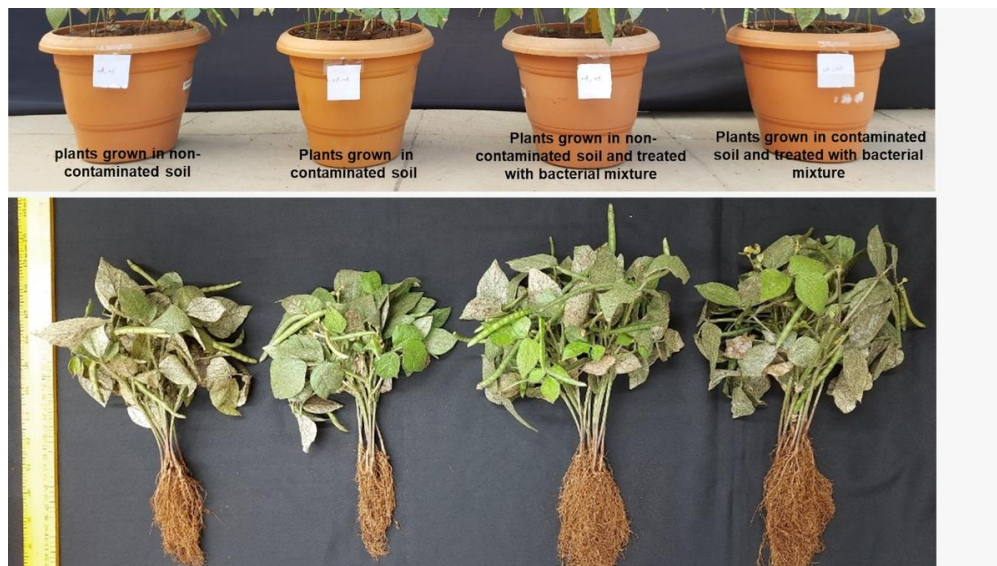 plants grown in non-
contaminated soil
Plants grown in
contaminated soil
Plants grown in non-
contaminated soil and treated
with bacterial mixture
Plants grown in contaminated
soil and treated with bacterial
mixture